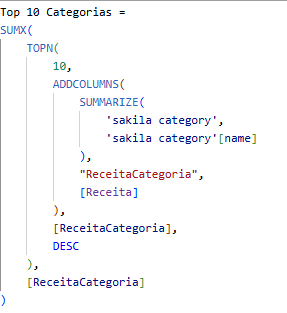 Top 10 Categorias =
SUMX(
    TOPN(
        10,
        ADDCOLUMNS(
            SUMMARIZE(
                'sakila category',
                'sakila category'[name]
            ),
            "ReceitaCategoria",
            [Receita]
        ),
        [ReceitaCategoria],
        DESC
    ),
    [ReceitaCategoria]
)